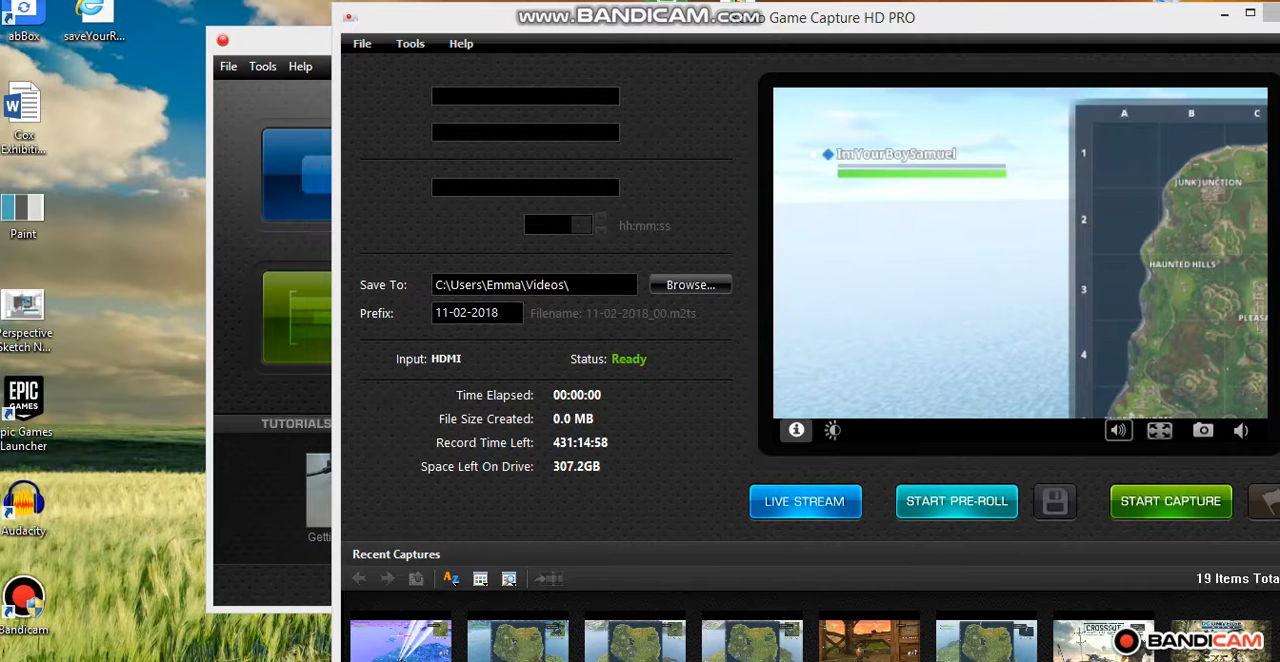 www.BANDICAM.com
o Game Capture HD PRO
File Tools Help
File Tools Help
abBox
saveYourR...
Cox
Exhibiti...
Paint
Perspective
Sketch N...
EPIC
GAMES
Epic Games
Launcher
Audacity
Bandicam
TUTORIALS
Getti
hh:mm:ss
Save To: C:\Users\Emma\Videos\ Browse...
Prefix: 11-02-2018 Filename: 11-02-2018_00.m2ts
Input: HDMI Status: Ready
Time Elapsed: 00:00:00
File Size Created: 0.0 MB
Record Time Left: 431:14:58
Space Left On Drive: 307.2GB
ImYourBoySamuel
A B C
1
2
3
4
JUNK JUNCTION
HAUNTED HILLS
PLEASA
LIVE STREAM START PRE-ROLL START CAPTURE
Recent Captures
19 Items Tota
CROSSOUT
BANDICAM